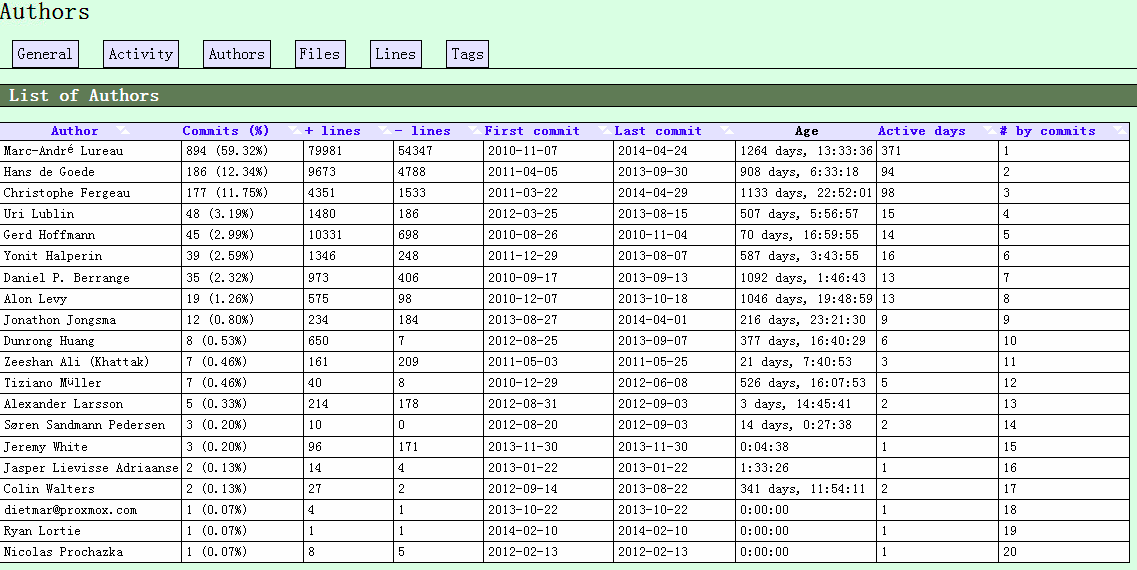 Authors
General Activity Authors Files Lines Tags
List of Authors
Author Commits (%) + lines - lines First commit Last commit Age Active days # by commits
Marc-André Lureau 894 (59.32%) 79981 54347 2010-11-07 2014-04-24 1264 days, 13:33:36 371 1
Hans de Goede 186 (12.34%) 9673 4788 2011-04-05 2013-09-30 908 days, 6:33:18 94 2
Christophe Fergeau 177 (11.75%) 4351 1533 2011-03-22 2014-04-29 1133 days, 22:52:01 98 3
Uri Lublin 48 (3.19%) 1480 186 2012-03-25 2013-08-15 507 days, 5:56:57 15 4
Gerd Hoffmann 45 (2.99%) 10331 698 2010-08-26 2010-11-04 70 days, 16:59:55 14 5
Yonit Halperin 39 (2.59%) 1346 248 2011-12-29 2013-08-07 587 days, 3:43:55 16 6
Daniel P. Berrange 35 (2.32%) 973 406 2010-09-17 2013-09-13 1092 days, 1:46:43 13 7
Alon Levy 19 (1.26%) 575 98 2010-12-07 2013-10-18 1046 days, 19:48:59 13 8
Jonathon Jongsma 12 (0.80%) 234 184 2013-08-27 2014-04-01 216 days, 23:21:30 9 9
Dunrong Huang 8 (0.53%) 650 7 2012-08-25 2013-09-07 377 days, 16:40:29 6 10
Zeeshan Ali (Khattak) 7 (0.46%) 161 209 2011-05-03 2011-05-25 21 days, 7:40:53 3 11
Tiziano Müller 7 (0.46%) 40 8 2010-12-29 2012-06-08 526 days, 16:07:53 5 12
Alexander Larsson 5 (0.33%) 214 178 2012-08-31 2012-09-03 3 days, 14:45:41 2 13
Søren Sandmann Pedersen 3 (0.20%) 10 0 2012-08-20 2012-09-03 14 days, 0:27:38 2 14
Jeremy White 3 (0.20%) 96 171 2013-11-30 2013-11-30 0:04:38 1 15
Jasper Lievisse Adriaanse 2 (0.13%) 14 4 2013-01-22 2013-01-22 1:33:26 1 16
Colin Walters 2 (0.13%) 27 2 2012-09-14 2013-08-22 341 days, 11:54:11 2 17
dietmar@proxmox.com 1 (0.07%) 4 1 2013-10-22 2013-10-22 0:00:00 1 18
Ryan Lortie 1 (0.07%) 1 1 2014-02-10 2014-02-10 0:00:00 1 19
Nicolas Prochazka 1 (0.07%) 8 5 2012-02-13 2012-02-13 0:00:00 1 20